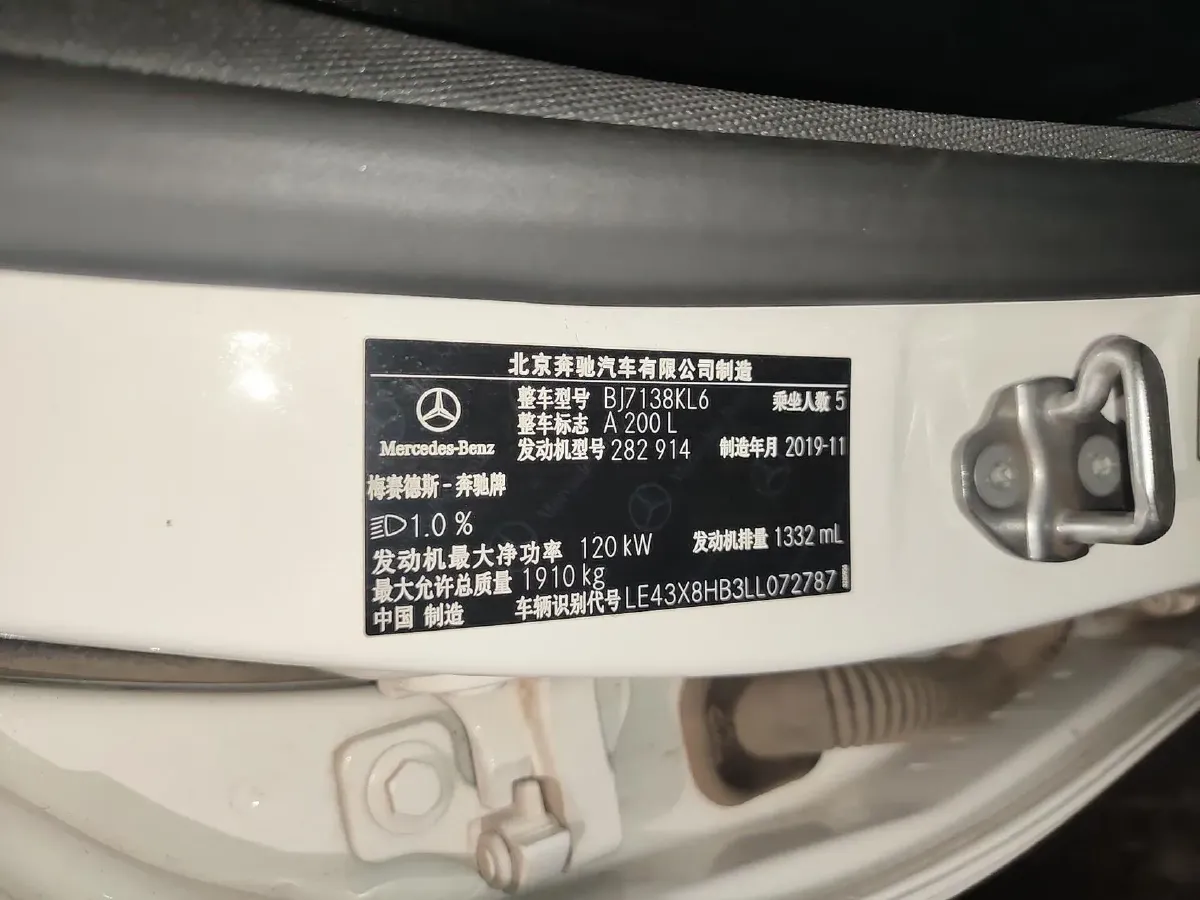 北京奔驰汽车有限公司制造
整车型号 BJ7138KL6 乘坐人数 5
整车标志 A 200 L
Mercedes-Benz 发动机型号 282 914 制造年月 2019-11
梅赛德斯-奔驰牌
1.0 %
发动机最大净功率 120 kW 发动机排量 1332 mL
最大允许总质量 1910 kg
中国 制造 车辆识别代号 LE43X8HB3LL072787